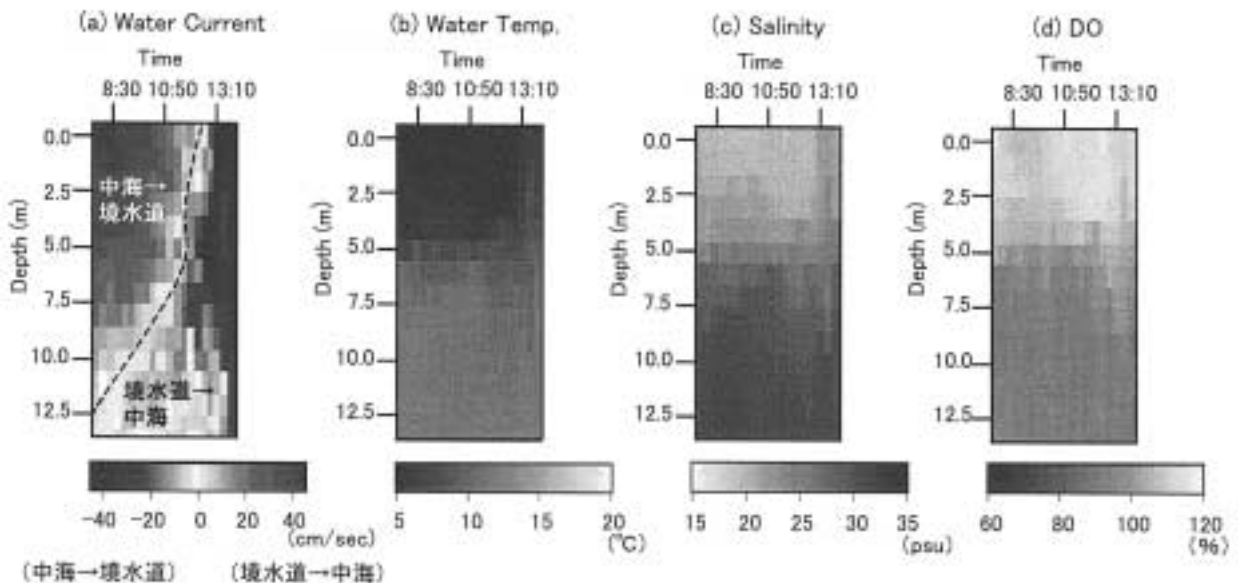 (a) Water Current
Time
8:30 10:50 13:10
Depth (m)
0.0
2.5
5.0
7.5
10.0
12.5
中海→
境水道
境水道→
中海
-40 -20 0 20 40
(cm/sec)
(中海→境水道) (境水道→中海)
(b) Water Temp.
Time
8:30 10:50 13:10
Depth (m)
0.0
2.5
5.0
7.5
10.0
12.5
5 10 15 20
(℃)
(c) Salinity
Time
8:30 10:50 13:10
Depth (m)
0.0
2.5
5.0
7.5
10.0
12.5
15 20 25 30 35
(psu)
(d) DO
Time
8:30 10:50 13:10
Depth (m)
0.0
2.5
5.0
7.5
10.0
12.5
60 80 100 120
(%)